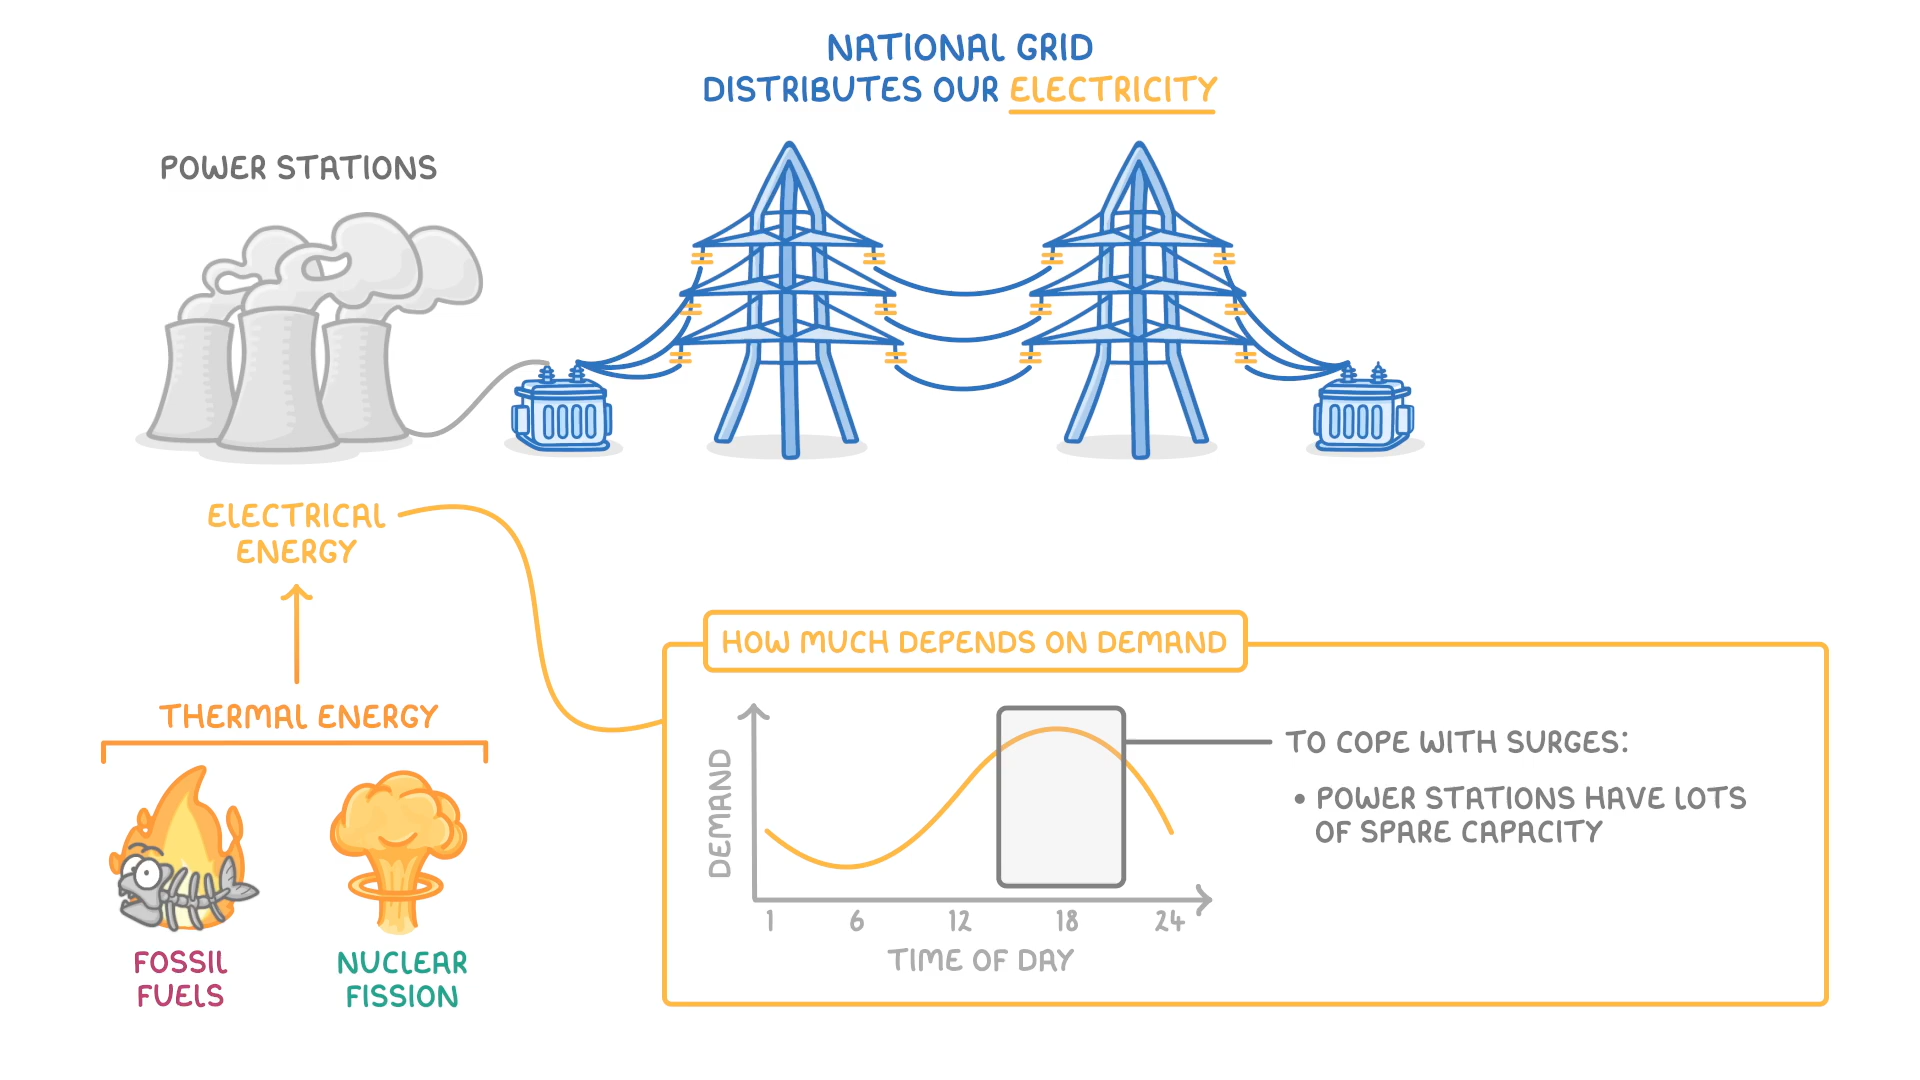 NATIONAL GRID
DISTRIBUTES OUR ELECTRICITY
POWER STATIONS
ELECTRICAL
ENERGY
THERMAL ENERGY
FOSSIL
FUELS
NUCLEAR
FISSION
HOW MUCH DEPENDS ON DEMAND
DEMAND
1 6 12 18 24
TIME OF DAY
TO COPE WITH SURGES:
• POWER STATIONS HAVE LOTS
OF SPARE CAPACITY